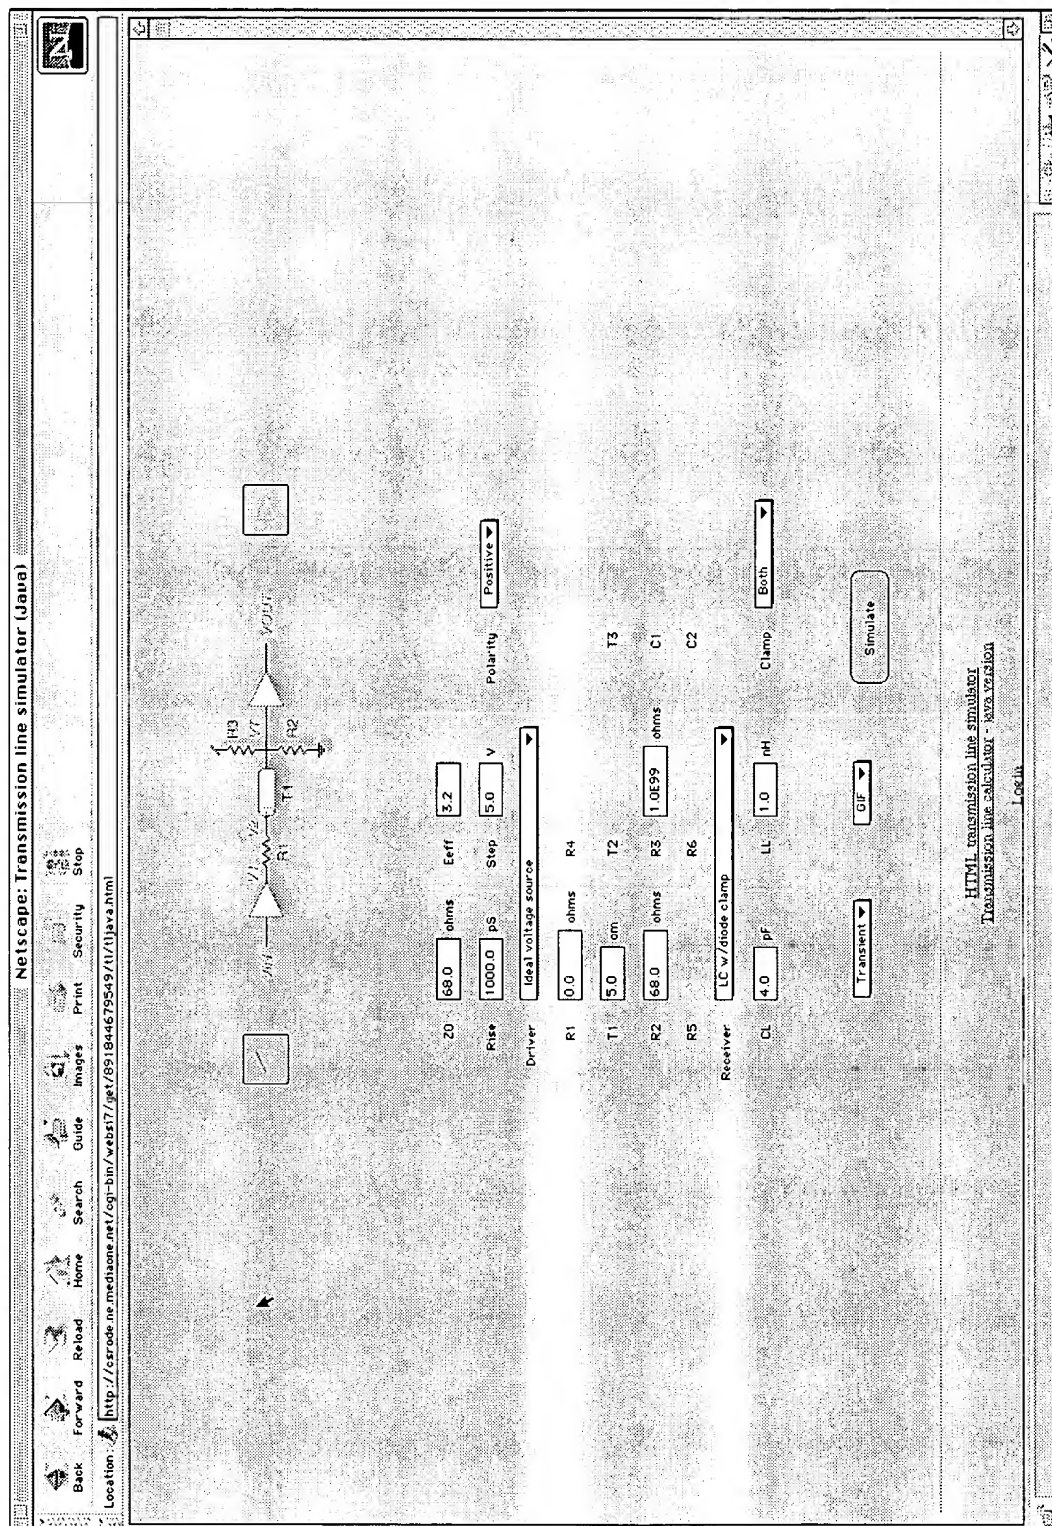 Netscape: Transmission line simulator (Java)
Back Forward Reload Home Search Guide Images Print Security Stop
N
Location: http://csrode.ne.mediaone.net/cgi-bin/websi7/get/891844679549/tl/tljava.html
VIN V1 R1 V2 T1 R3 V7 R2 VOUT
Z0 68.0 ohms Eeff 3.2
Rise 1000.0 pS Step 5.0 V Polarity Positive
Driver Ideal voltage source
R1 0.0 ohms R4
T1 5.0 cm T2 T3
R2 68.0 ohms R3 1.0E99 ohms C1
R5 R6 C2
Receiver LC w/diode clamp
CL 4.0 pF LL 1.0 nH Clamp Both
Transient GIF Simulate
HTML transmission line simulator
Transmission line calculator - java version
Login